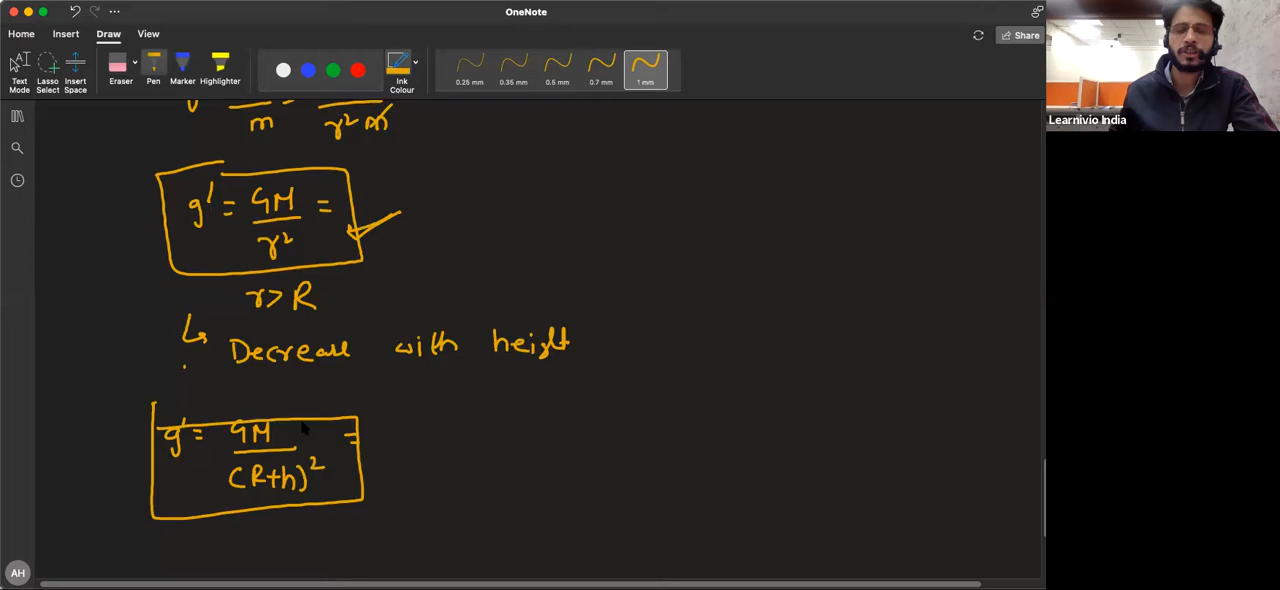 OneNote
Home Insert Draw View
Share
Text Mode Lasso Select Insert Space Eraser Pen Marker Highlighter Ink Colour 0.25 mm 0.35 mm 0.5 mm 0.7 mm 1 mm
Learnivio India
m r² m
g' = GM/r² =
r > R
↳ Decrease with height
g' = GM/(R+h)² =
AH